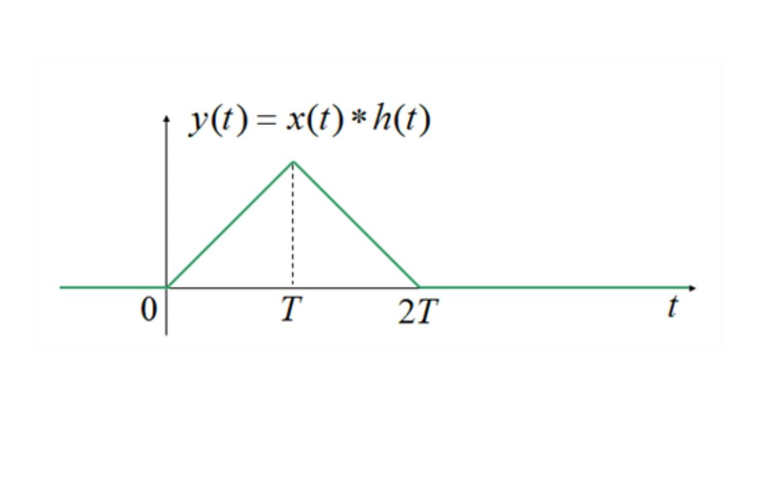 y(t) = x(t) * h(t)
0 T 2T t